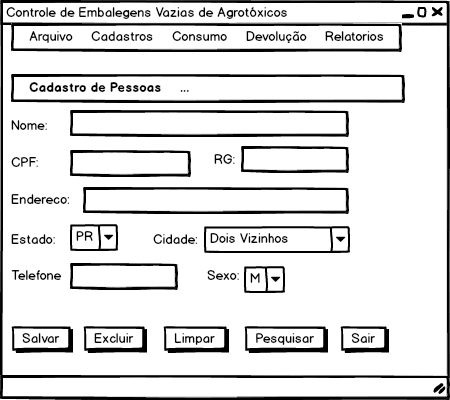 Controle de Embalegens Vazias de Agrotóxicos
Arquivo Cadastros Consumo Devolução Relatorios
Cadastro de Pessoas ...
Nome:
CPF: RG:
Endereco:
Estado: PR Cidade: Dois Vizinhos
Telefone Sexo: M
Salvar Excluir Limpar Pesquisar Sair